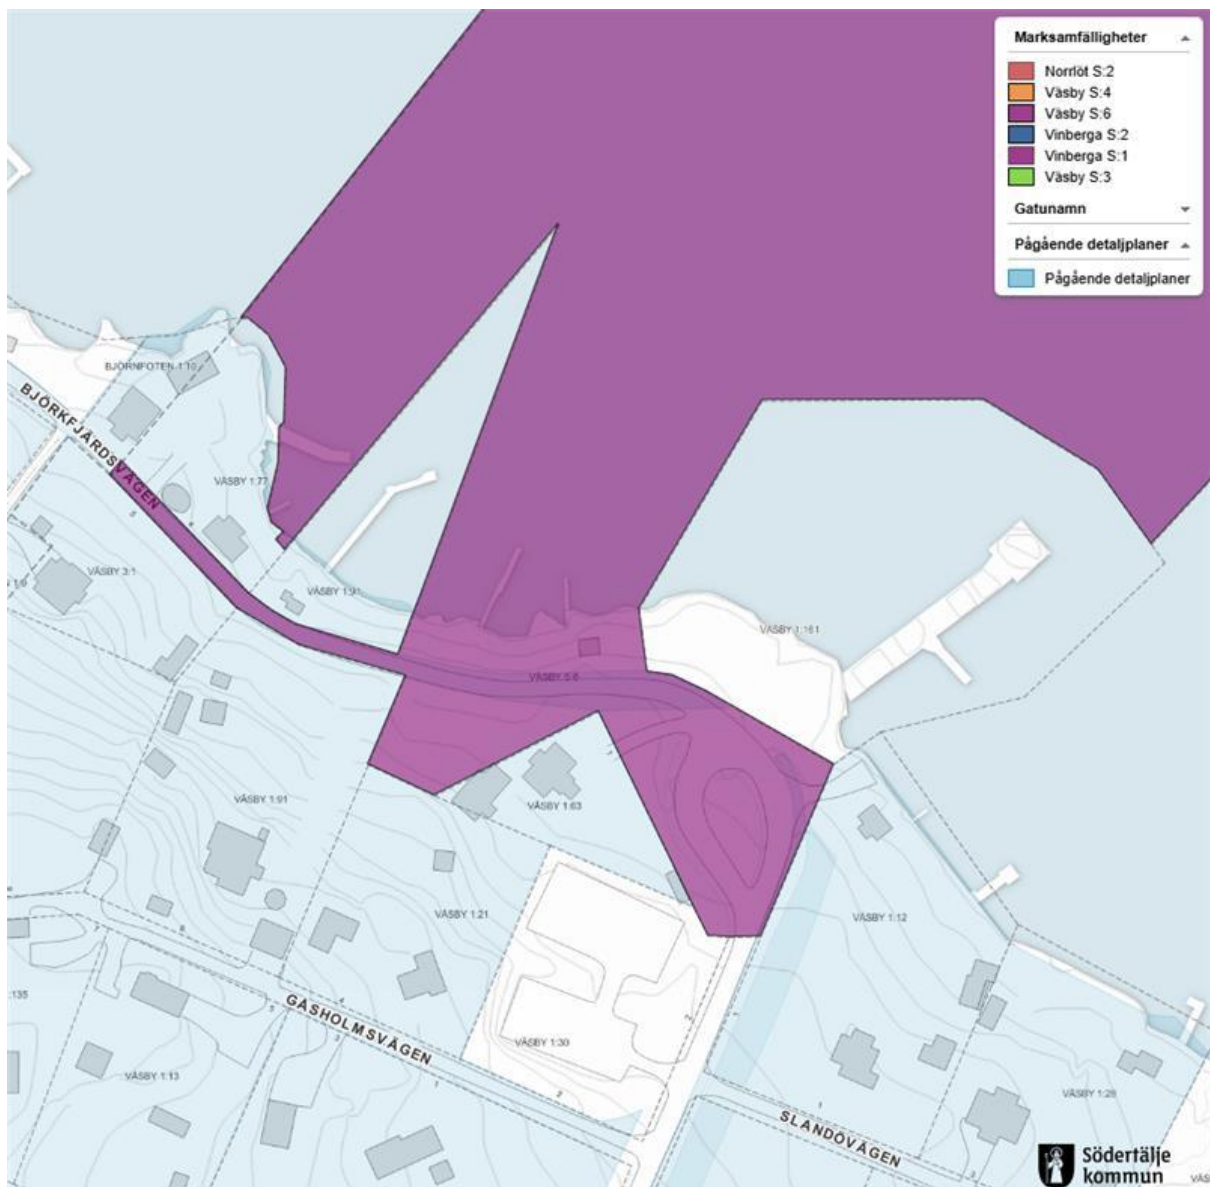 Marksamfälligheter
Norrlöt S:2
Väsby S:4
Väsby S:6
Vinberga S:2
Vinberga S:1
Väsby S:3
Gatunamn
Pågående detaljplaner
Pågående detaljplaner
BJÖRNFOTEN 1:10
BJÖRKFJÄRDSVÄGEN
VÄSBY 1:77
VÄSBY 3:1
VÄSBY 1:91
VÄSBY 1:161
VÄSBY S:6
VÄSBY 1:91
VÄSBY 1:63
VÄSBY 1:21
VÄSBY 1:12
:135
GÅSHOLMSVÄGEN
VÄSBY 1:30
VÄSBY 1:13
VÄSBY 1:28
SLANDÖVÄGEN
Södertälje
kommun